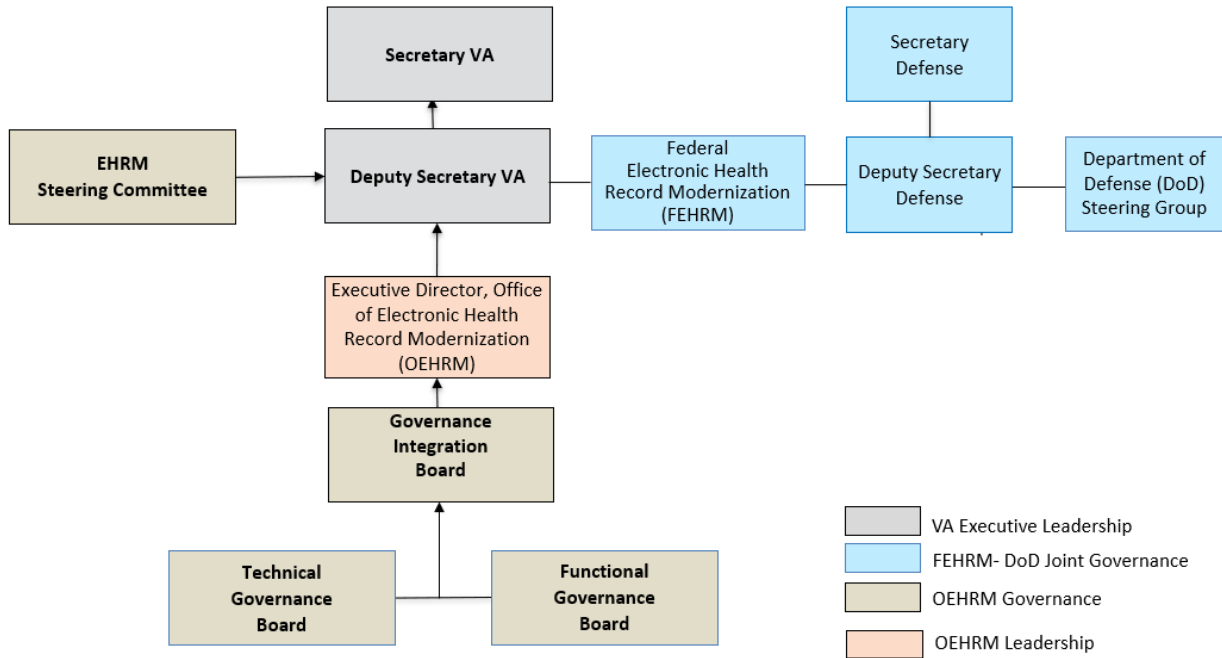 Secretary VA
Secretary
Defense
EHRM
Steering Committee
Deputy Secretary VA
Federal
Electronic Health
Record Modernization
(FEHRM)
Deputy Secretary
Defense
Department of
Defense (DoD)
Steering Group
Executive Director, Office
of Electronic Health
Record Modernization
(OEHRM)
Governance
Integration
Board
Technical
Governance
Board
Functional
Governance
Board
VA Executive Leadership
FEHRM- DoD Joint Governance
OEHRM Governance
OEHRM Leadership